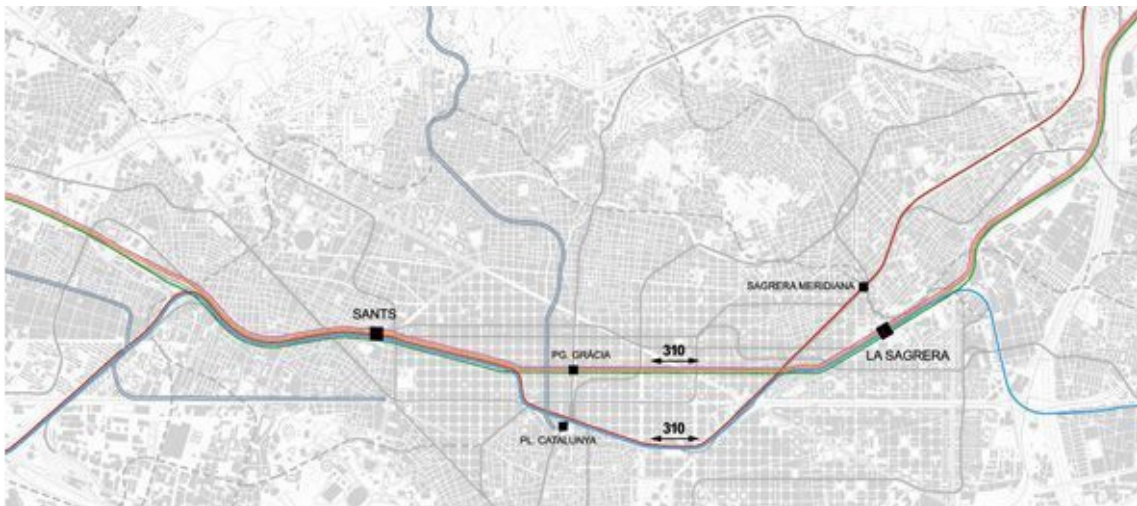 SAGRERA MERIDIANA
SANTS
PG. GRÀCIA
310
LA SAGRERA
310
PL. CATALUNYA